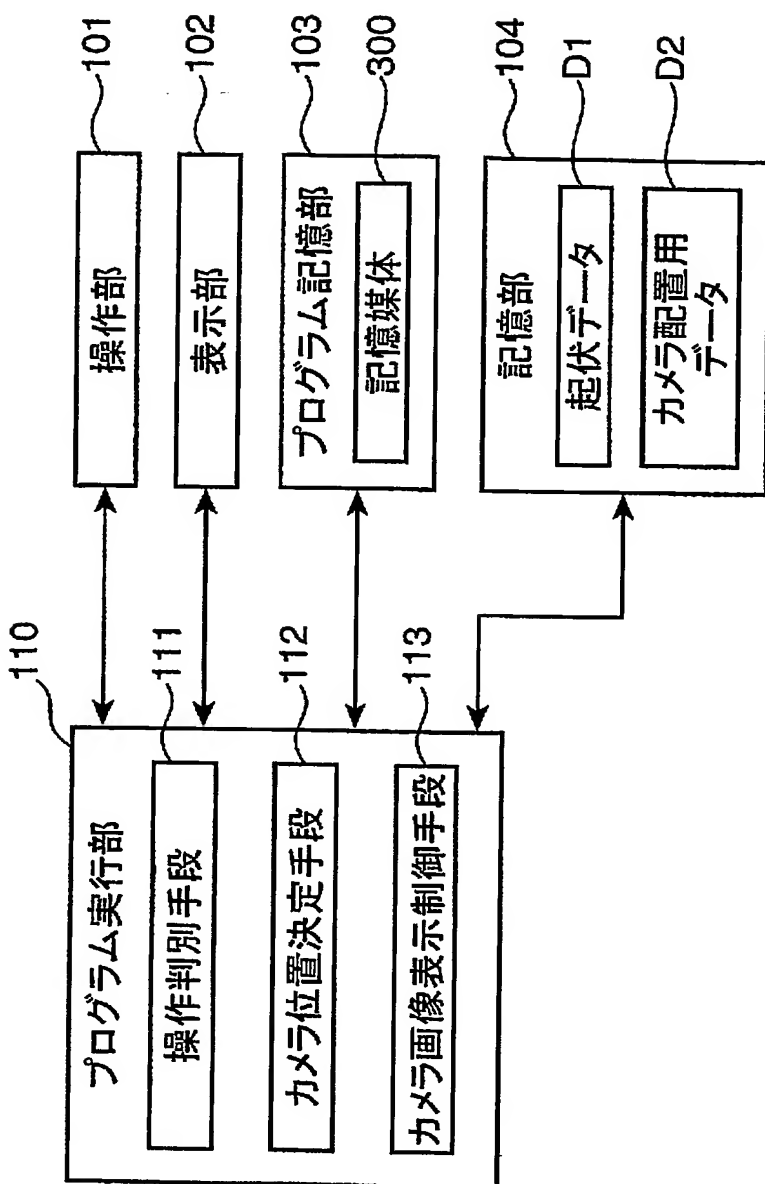 110
プログラム実行部
111
操作判別手段
112
カメラ位置決定手段
113
カメラ画像表示制御手段
操作部
101
表示部
102
プログラム記憶部
103
記憶媒体
300
記憶部
104
起伏データ
D1
カメラ配置用
データ
D2